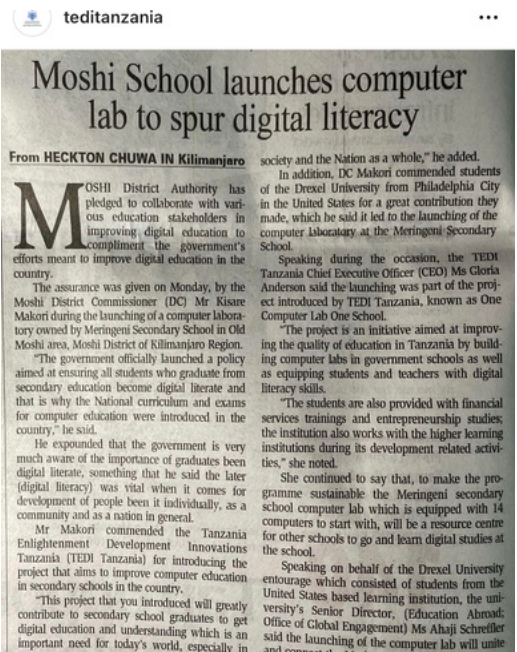 teditanzania
Moshi School launches computer
lab to spur digital literacy
From HECKTON CHUWA IN Kilimanjaro
MOSHI District Authority has
pledged to collaborate with vari-
ous education stakeholders in
improving digital education to
compliment the government's
efforts meant to improve digital education in the
country.
The assurance was given on Monday, by the
Moshi District Commissioner (DC) Mr Kisare
Makori during the launching of a computer labora-
tory owned by Meringeni Secondary School in Old
Moshi area, Moshi District of Kilimanjaro Region.
"The government officially launched a policy
aimed at ensuring all students who graduate from
secondary education become digital literate and
that is why the National curriculum and exams
for computer education were introduced in the
country," he said.
He expounded that the government is very
much aware of the importance of graduates been
digital literate, something that he said the later
(digital literacy) was vital when it comes for
development of people been it individually, as a
community and as a nation in general.
Mr Makori commended the Tanzania
Enlightenment Development Innovations
Tanzania (TEDI Tanzania) for introducing the
project that aims to improve computer education
in secondary schools in the country.
"This project that you introduced will greatly
contribute to secondary school graduates to get
digital education and understanding which is an
important need for today's world, especially in
society and the Nation as a whole," he added.
In addition, DC Makori commended students
of the Drexel University from Philadelphia City
in the United States for a great contribution they
made, which he said it led to the launching of the
computer laboratory at the Meringeni Secondary
School.
Speaking during the occasion, the TEDI
Tanzania Chief Executive Officer (CEO) Ms Gloria
Anderson said the launching was part of the proj-
ect introduced by TEDI Tanzania, known as One
Computer Lab One School.
"The project is an initiative aimed at improv-
ing the quality of education in Tanzania by build-
ing computer labs in government schools as well
as equipping students and teachers with digital
literacy skills.
"The students are also provided with financial
services trainings and entrepreneurship studies;
the institution also works with the higher learning
institutions during its development related activi-
ties," she noted.
She continued to say that, to make the pro-
gramme sustainable the Meringeni secondary
school computer lab which is equipped with 14
computers to start with, will be a resource centre
for other schools to go and learn digital studies at
the school.
Speaking on behalf of the Drexel University
entourage which consisted of students from the
United States based learning institution, the uni-
versity's Senior Director, (Education Abroad;
Office of Global Engagement) Ms Ahaji Schreffler
said the launching of the computer lab will unite